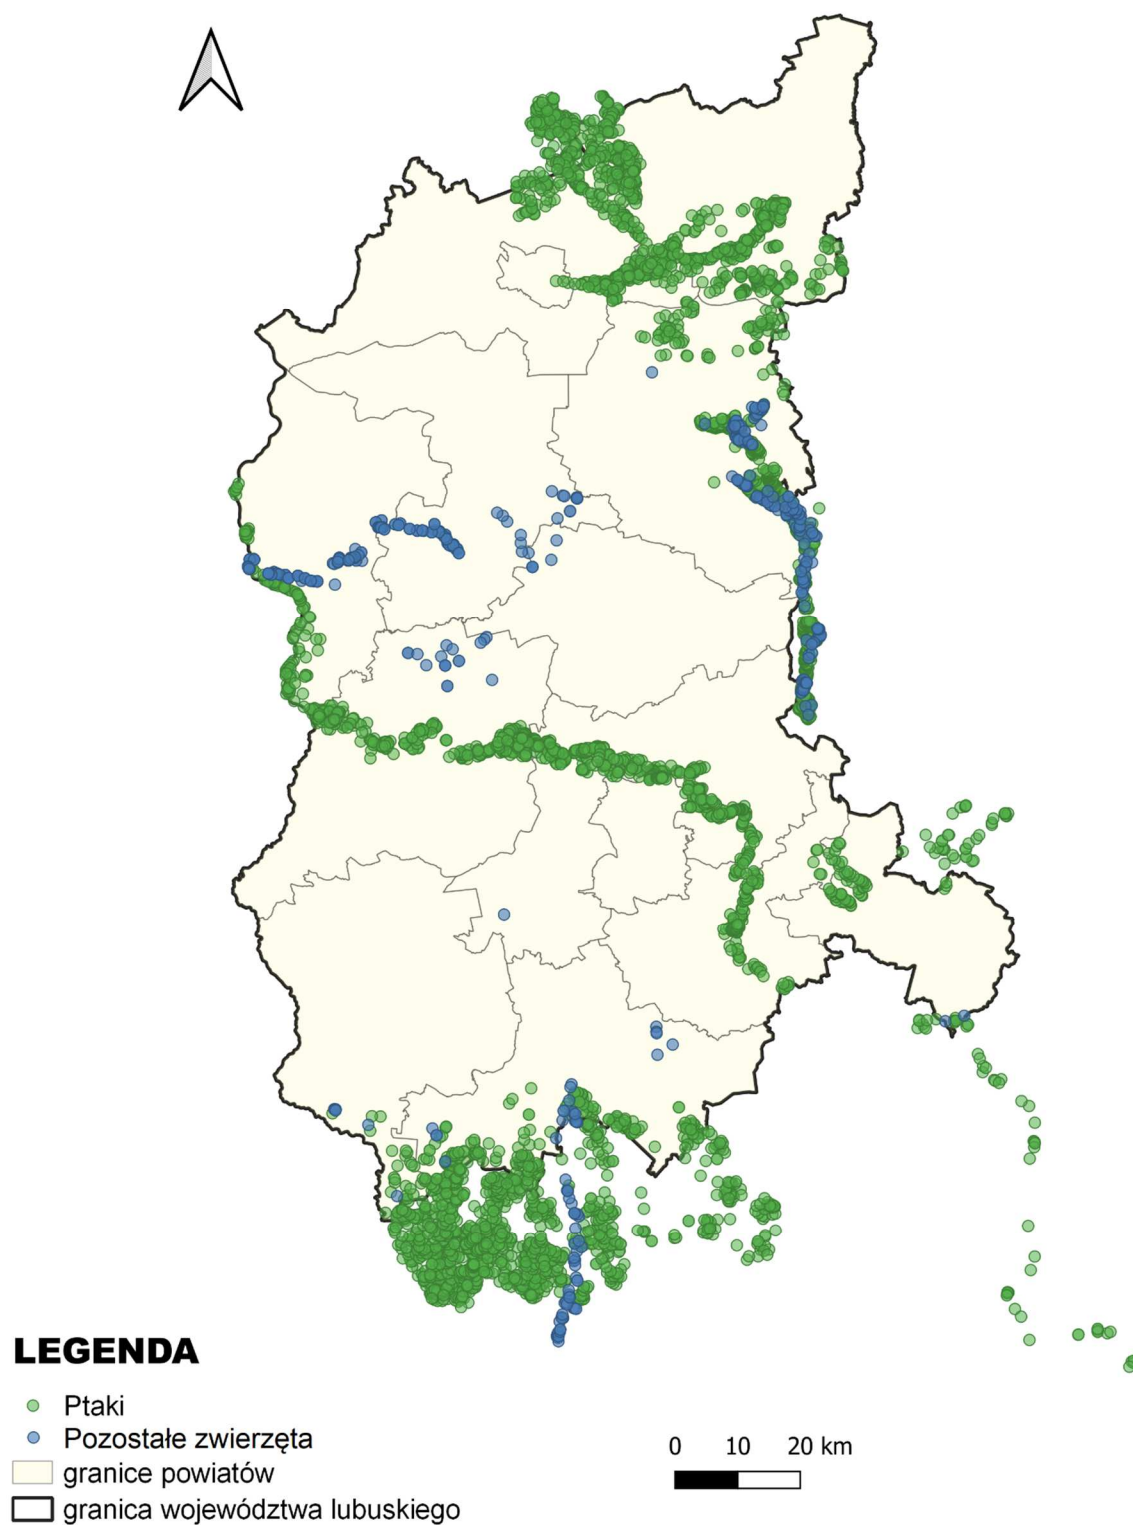 LEGENDA
Ptaki
Pozostałe zwierzęta
granice powiatów
granica województwa lubuskiego
0 10 20 km